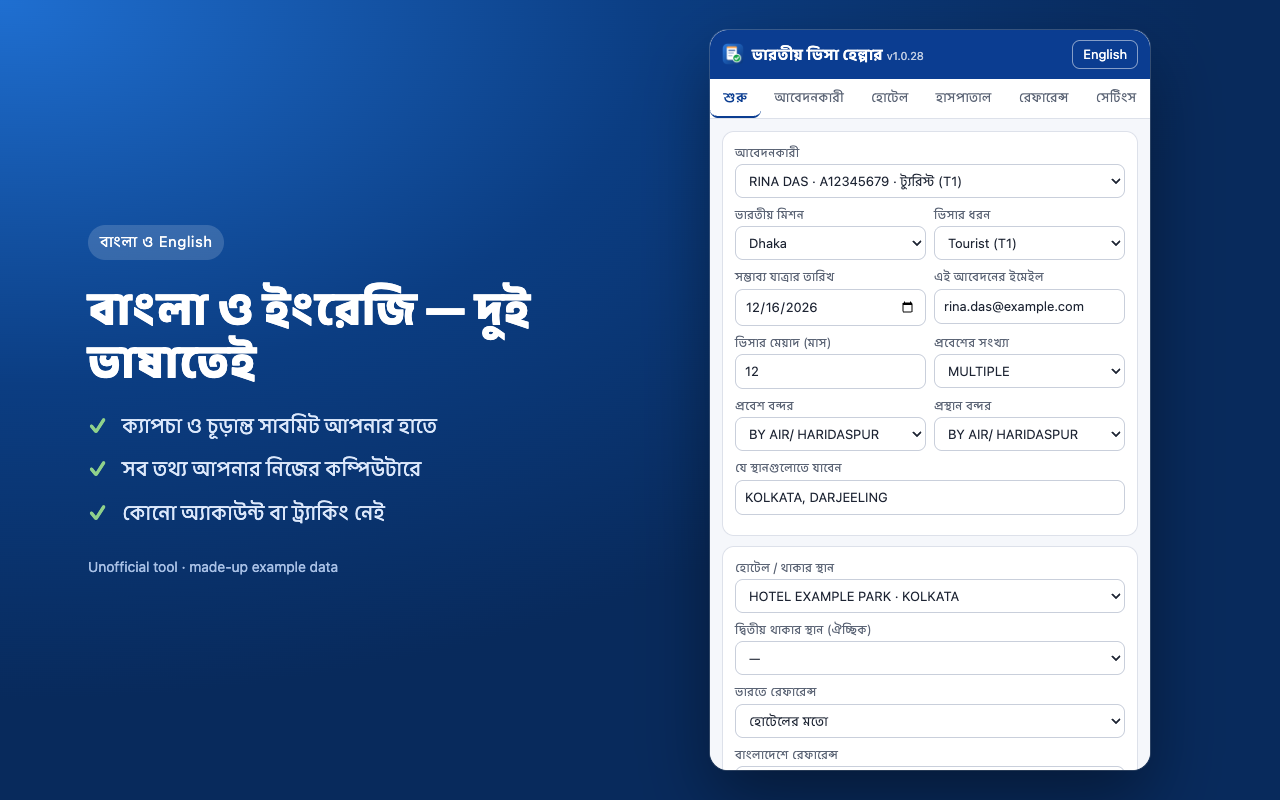 বাংলা ও English
বাংলা ও ইংরেজি — দুই
ভাষাতেই
ক্যাপচা ও চূড়ান্ত সাবমিট আপনার হাতে
সব তথ্য আপনার নিজের কম্পিউটারে
কোনো অ্যাকাউন্ট বা ট্র্যাকিং নেই
Unofficial tool · made-up example data
ভারতীয় ভিসা হেল্পার v1.0.28
English
শুরু আবেদনকারী হোটেল হাসপাতাল রেফারেন্স সেটিংস
আবেদনকারী
RINA DAS · A12345679 · ট্যুরিস্ট (T1)
ভারতীয় মিশন ভিসার ধরন
Dhaka Tourist (T1)
সম্ভাব্য যাত্রার তারিখ এই আবেদনের ইমেইল
12/16/2026 rina.das@example.com
ভিসার মেয়াদ (মাস) প্রবেশের সংখ্যা
12 MULTIPLE
প্রবেশ বন্দর প্রস্থান বন্দর
BY AIR/ HARIDASPUR BY AIR/ HARIDASPUR
যে স্থানগুলোতে যাবেন
KOLKATA, DARJEELING
হোটেল / থাকার স্থান
HOTEL EXAMPLE PARK · KOLKATA
দ্বিতীয় থাকার স্থান (ঐচ্ছিক)
—
ভারতে রেফারেন্স
হোটেলের মতো
বাংলাদেশে রেফারেন্স